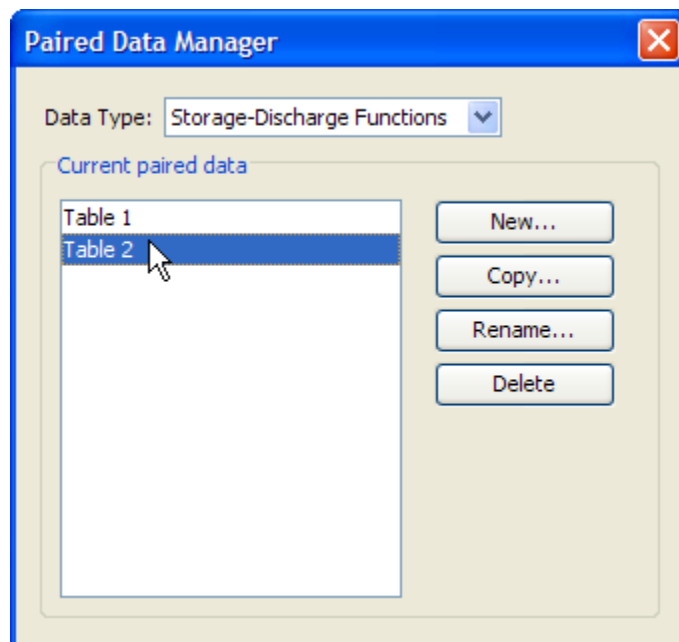 Paired Data Manager
Data Type: Storage-Discharge Functions
Current paired data
Table 1
Table 2
New...
Copy...
Rename...
Delete